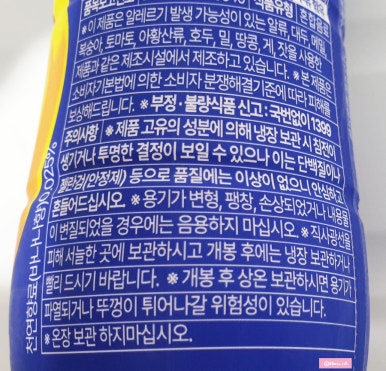 식품유형 혼합음료
※이 제품은 알레르기 발생 가능성이 있는 알류, 대두, 메밀,
복숭아, 토마토, 아황산류, 호두, 밀, 땅콩, 게, 잣을 사용한
제품과 같은 제조시설에서 제조하고 있습니다. ※본 제품은
소비자기본법에 의한 소비자 분쟁해결기준에 따라 피해를
보상해드립니다. ※부정·불량식품 신고: 국번없이 1399
주의사항 ※제품 고유의 성분에 의해 냉장 보관 시 침전이
생기거나 투명한 결정이 보일 수 있으나 이는 단백질이나
젤란검(안정제) 등으로 품질에는 이상이 없으니 안심하고
흔들어드십시오. ※용기가 변형, 팽창, 손상되었거나 내용물
이 변질되었을 경우에는 음용하지 마십시오. ※직사광선을
피해 서늘한 곳에 보관하시고 개봉 후에는 냉장 보관하거나
빨리 드시기 바랍니다. ※개봉 후 상온 보관하시면 용기가
파열되거나 뚜껑이 튀어나갈 위험성이 있습니다.
※온장 보관 하지마십시오.
천연향료(바나나향) 0.025%